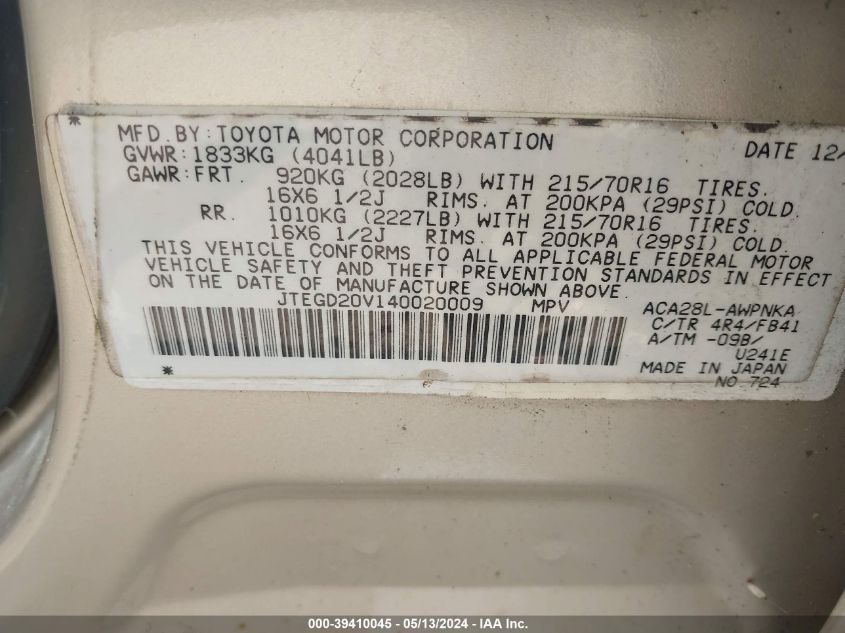 MFD.BY:TOYOTA MOTOR CORPORATION DATE 12/
GVWR:1833KG (4041LB)
GAWR:FRT. 920KG (2028LB) WITH 215/70R16 TIRES.
16X6 1/2J RIMS. AT 200KPA (29PSI) COLD.
RR. 1010KG (2227LB) WITH 215/70R16 TIRES.
16X6 1/2J RIMS. AT 200KPA (29PSI) COLD.
THIS VEHICLE CONFORMS TO ALL APPLICABLE FEDERAL MOTOR
VEHICLE SAFETY AND THEFT PREVENTION STANDARDS IN EFFECT
ON THE DATE OF MANUFACTURE SHOWN ABOVE.
JTEGD20V140020009 MPV ACA28L-AWPNKA
C/TR 4R4/FB41
A/TM -09B/
U241E
MADE IN JAPAN
NO 724
000-39410045 - 05/13/2024 - IAA Inc.